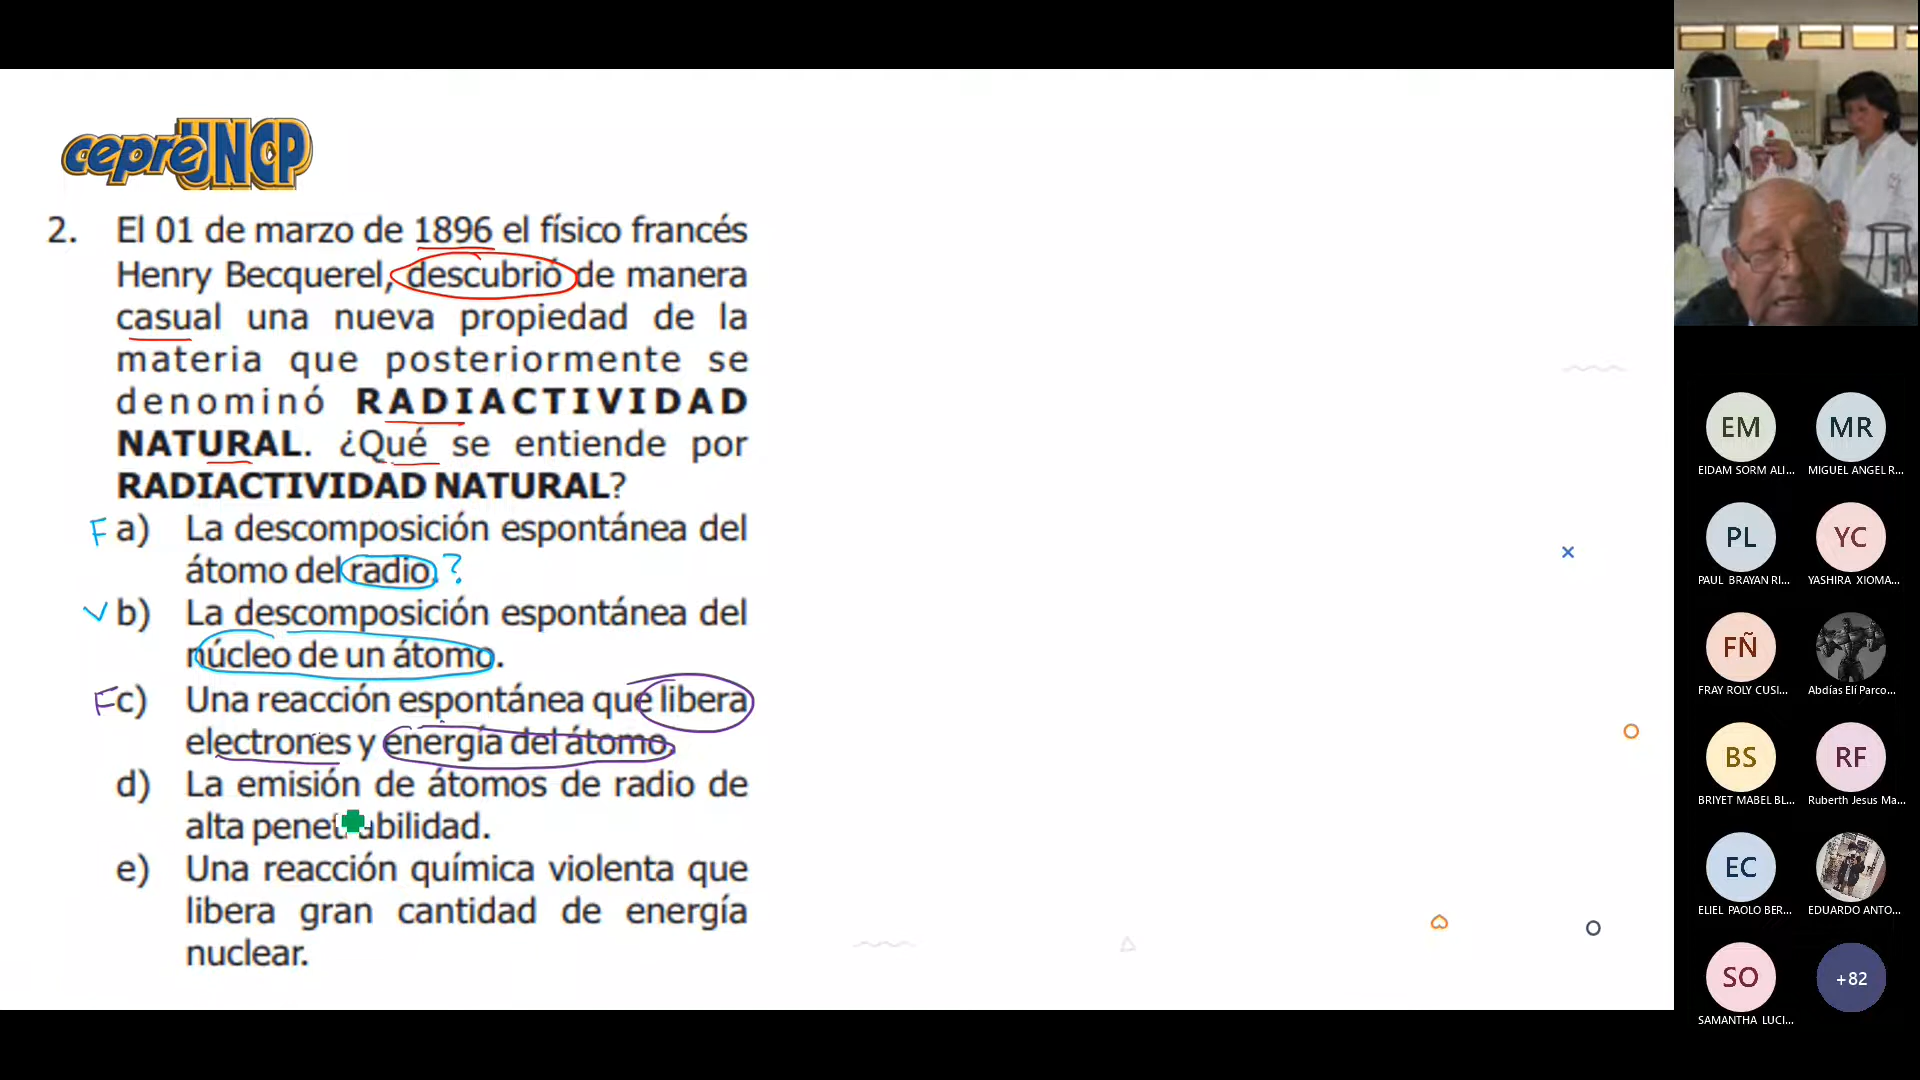 cepreUNCP
2. El 01 de marzo de 1896 el físico francés
Henry Becquerel, descubrió de manera
casual una nueva propiedad de la
materia que posteriormente se
denominó RADIACTIVIDAD
NATURAL. ¿Qué se entiende por
RADIACTIVIDAD NATURAL?
F a) La descomposición espontánea del
átomo del radio. ?
V b) La descomposición espontánea del
núcleo de un átomo.
F c) Una reacción espontánea que libera
electrones y energía del átomo.
d) La emisión de átomos de radio de
alta penetrabilidad.
e) Una reacción química violenta que
libera gran cantidad de energía
nuclear.
EM MR
EIDAM SORM ALI... MIGUEL ANGEL R...
PL YC
PAUL BRAYAN RI... YASHIRA XIOMA...
FÑ
FRAY ROLY CUSI... Abdías Elí Parco...
BS RF
BRIYET MABEL BL... Ruberth Jesus Ma...
EC
ELIEL PAOLO BER... EDUARDO ANTO...
SO +82
SAMANTHA LUCI...